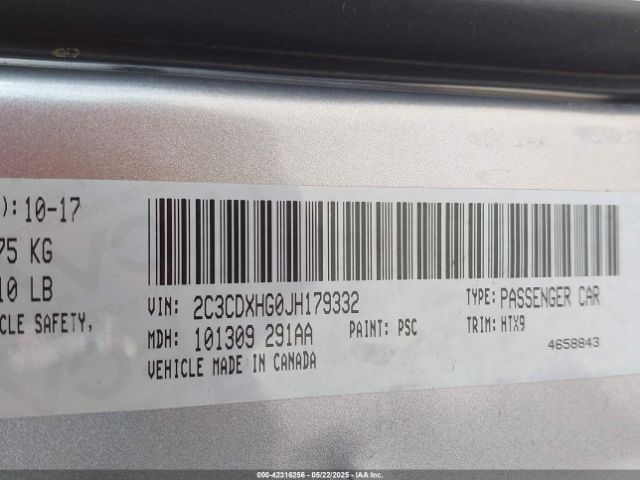 ): 10-17
75 KG
10 LB
CLE SAFETY,
VIN: 2C3CDXHG0JH179332
TYPE: PASSENGER CAR
MDH: 101309 291AA
PAINT: PSC
TRIM: HTX9
VEHICLE MADE IN CANADA
4658843
000-42316256 - 05/22/2025 - IAA Inc.